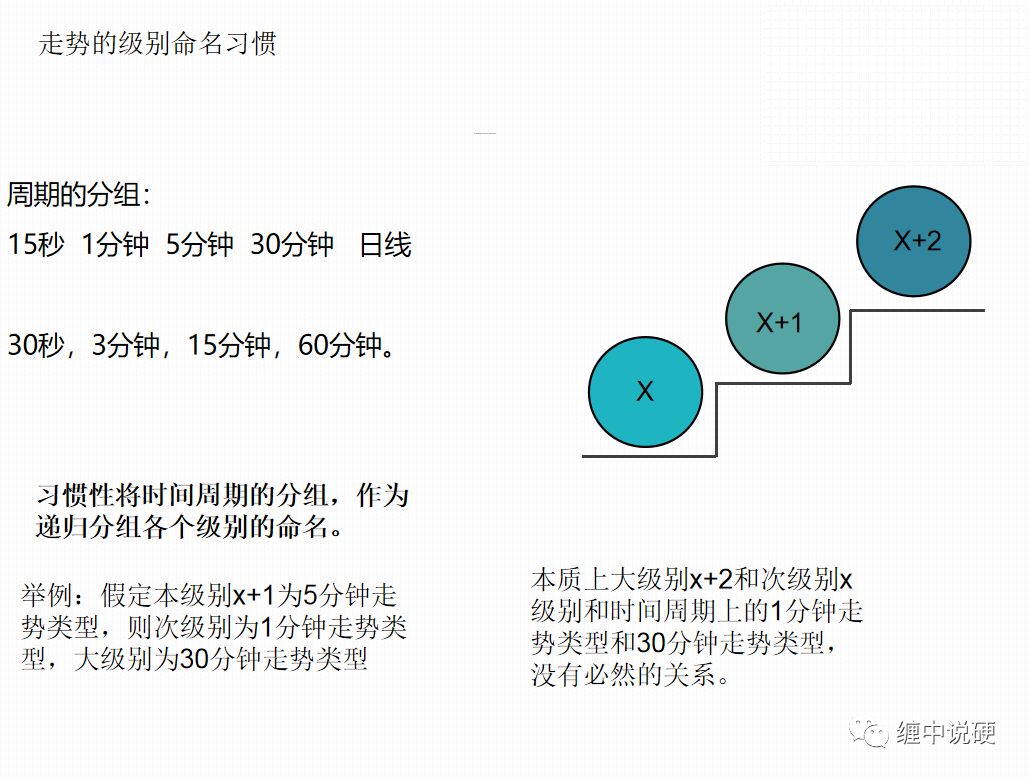 走势的级别命名习惯
周期的分组：
15秒 1分钟 5分钟 30分钟 日线
30秒，3分钟，15分钟，60分钟。
X+2
X+1
X
习惯性将时间周期的分组，作为
递归分组各个级别的命名。
举例：假定本级别x+1为5分钟走
势类型，则次级别为1分钟走势类
型，大级别为30分钟走势类型
本质上大级别x+2和次级别x
级别和时间周期上的1分钟走
势类型和30分钟走势类型，
没有必然的关系。
缠中说硬